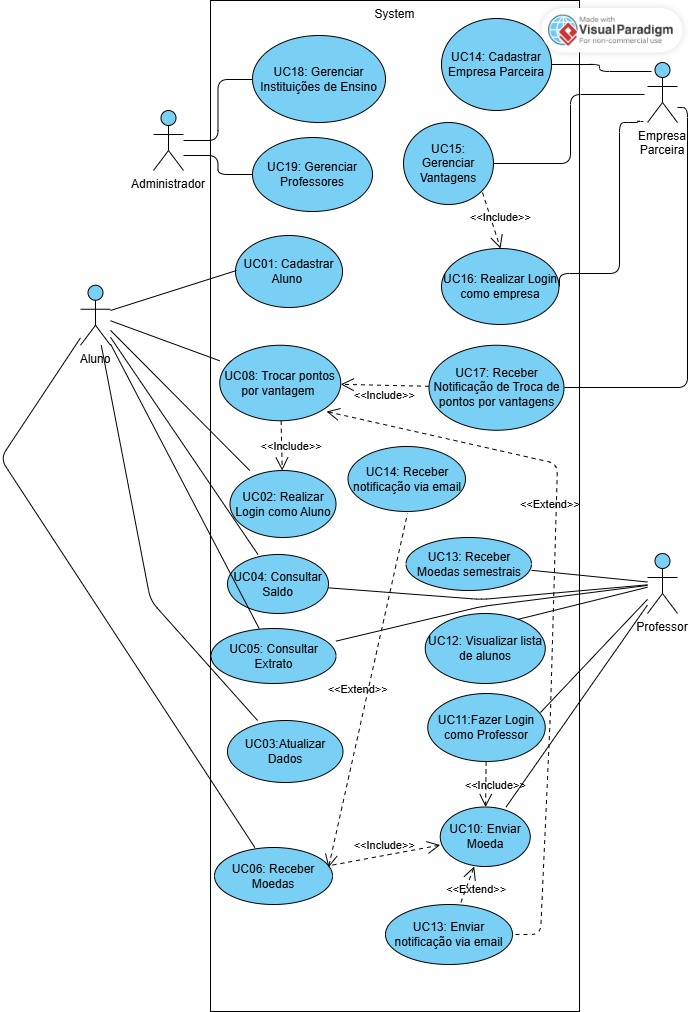 System
Made with
Visual Paradigm
For non-commercial use
UC14: Cadastrar
Empresa Parceira
UC18: Gerenciar
Instituições de Ensino
Empresa
Parceira
UC15:
Gerenciar
Vantagens
UC19: Gerenciar
Professores
Administrador
<<Include>>
UC01: Cadastrar
Aluno
UC16: Realizar Login
como empresa
Aluno
UC08: Trocar pontos
por vantagem
UC17: Receber
Notificação de Troca de
pontos por vantagens
<<Include>>
<<Include>>
UC14: Receber
notificação via email
UC02: Realizar
Login como Aluno
<<Extend>>
UC13: Receber
Moedas semestrais
UC04: Consultar
Saldo
Professor
UC05: Consultar
Extrato
UC12: Visualizar lista
de alunos
<<Extend>>
UC11:Fazer Login
como Professor
UC03:Atualizar
Dados
<<Include>>
UC10: Enviar
Moeda
<<Include>>
UC06: Receber
Moedas
<<Extend>>
UC13: Enviar
notificação via email